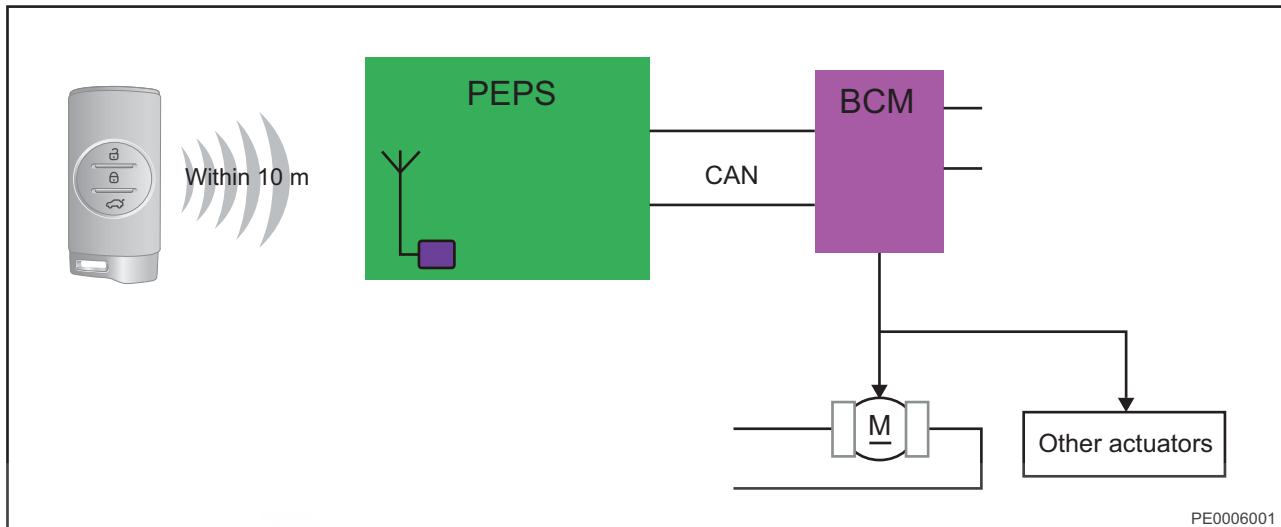 Within 10 m
PEPS
CAN
BCM
M
Other actuators
PE0006001